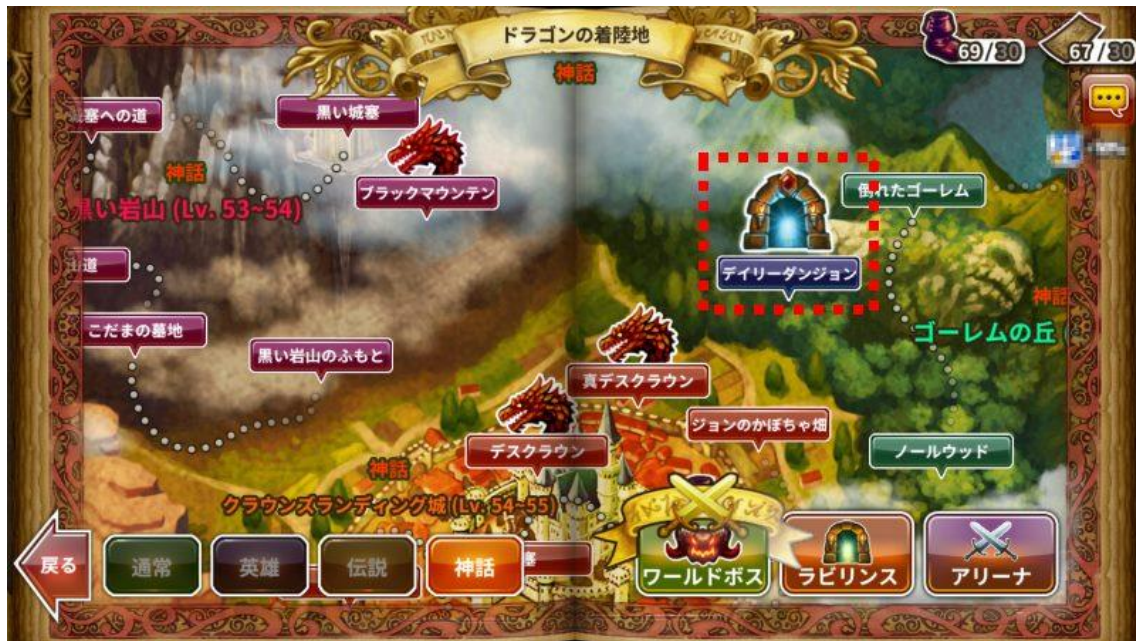 ドラゴンの着陸地
神話
69/30
67/30
塞への道
黒い城塞
神話
ブラックマウンテン
黒い岩山 (Lv. 53~54)
倒れたゴーレム
デイリーダンジョン
道
神話
ゴーレムの丘
こだまの墓地
黒い岩山のふもと
真デスクラウン
ジョンのかぼちゃ畑
デスクラウン
ノールウッド
神話
クラウンズランディング城 (Lv. 54~55)
戻る
通常
英雄
伝説
神話
塞
ワールドボス
ラビリンス
アリーナ